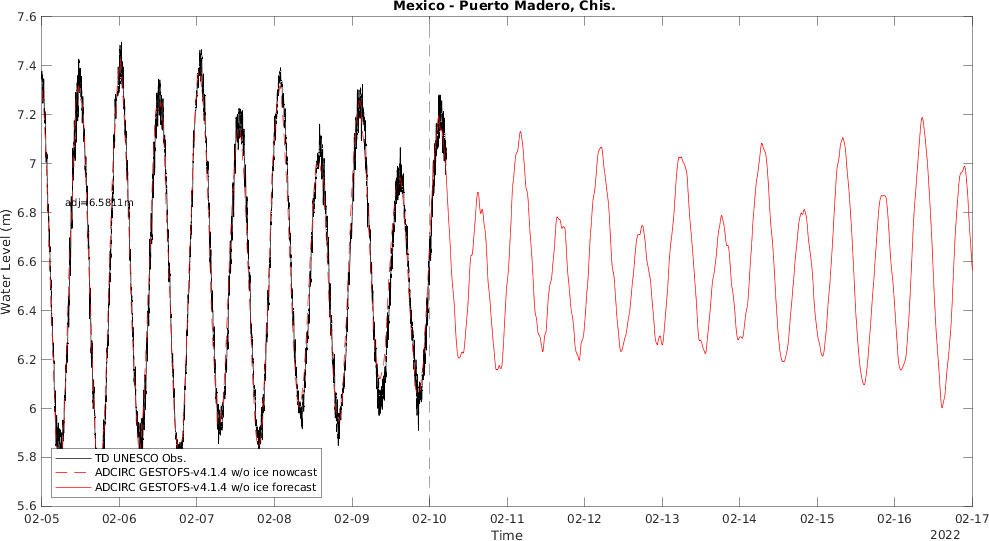 Mexico - Puerto Madero, Chis.
7.6
7.4
7.2
7
6.8
6.6
6.4
6.2
6
5.8
5.6
Water Level (m)
adj=6.5811m
TD UNESCO Obs.
ADCIRC GESTOFS-v4.1.4 w/o ice nowcast
ADCIRC GESTOFS-v4.1.4 w/o ice forecast
02-05 02-06 02-07 02-08 02-09 02-10 02-11 02-12 02-13 02-14 02-15 02-16 02-17
Time
2022